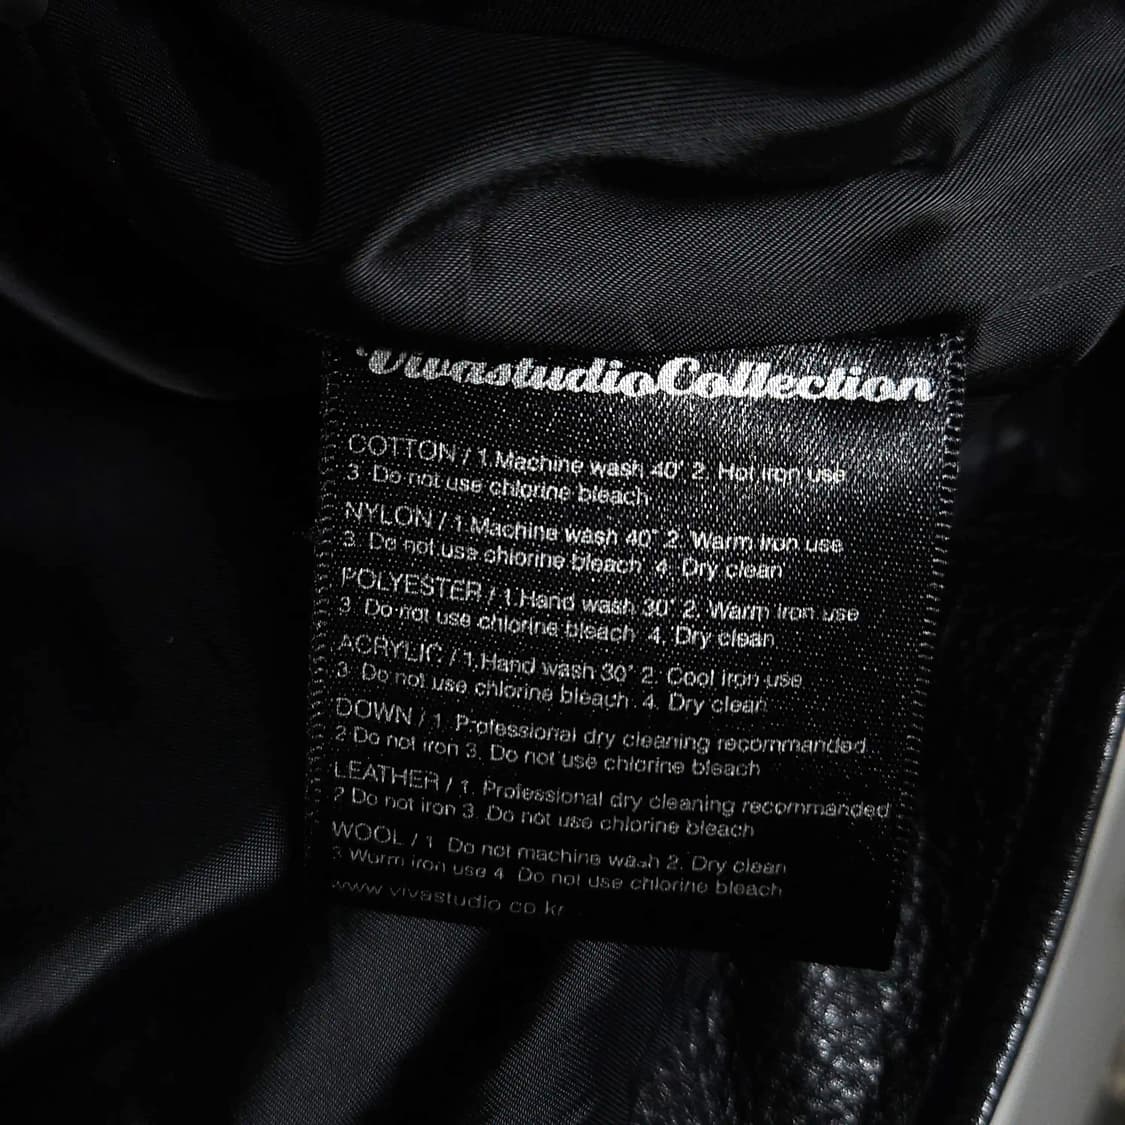 VivastudioCollection
COTTON / 1.Machine wash 40° 2. Hot iron use
3. Do not use chlorine bleach
NYLON / 1.Machine wash 40° 2. Warm iron use
3. Do not use chlorine bleach 4. Dry clean
POLYESTER / 1.Hand wash 30° 2. Warm iron use
3. Do not use chlorine bleach 4. Dry clean
ACRYLIC / 1.Hand wash 30° 2. Cool iron use
3. Do not use chlorine bleach 4. Dry clean
DOWN / 1. Professional dry cleaning recommanded
2 Do not iron 3. Do not use chlorine bleach
LEATHER / 1. Professional dry cleaning recommanded
2 Do not iron 3. Do not use chlorine bleach
WOOL / 1. Do not machine wash 2. Dry clean
3 Warm iron use 4. Do not use chlorine bleach
www.vivastudio.co.kr